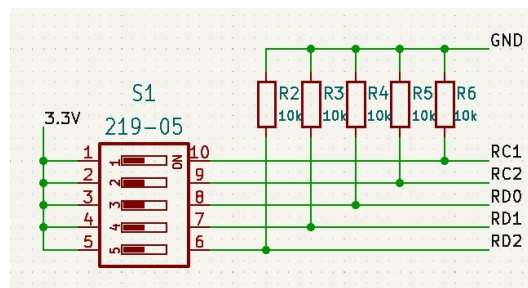 GND
S1
219-05
3.3V
R2 R3 R4 R5 R6
10k 10k 10k 10k 10k
1 1 ON 10 RC1
2 2 9 RC2
3 3 8 RD0
4 4 7 RD1
5 5 6 RD2